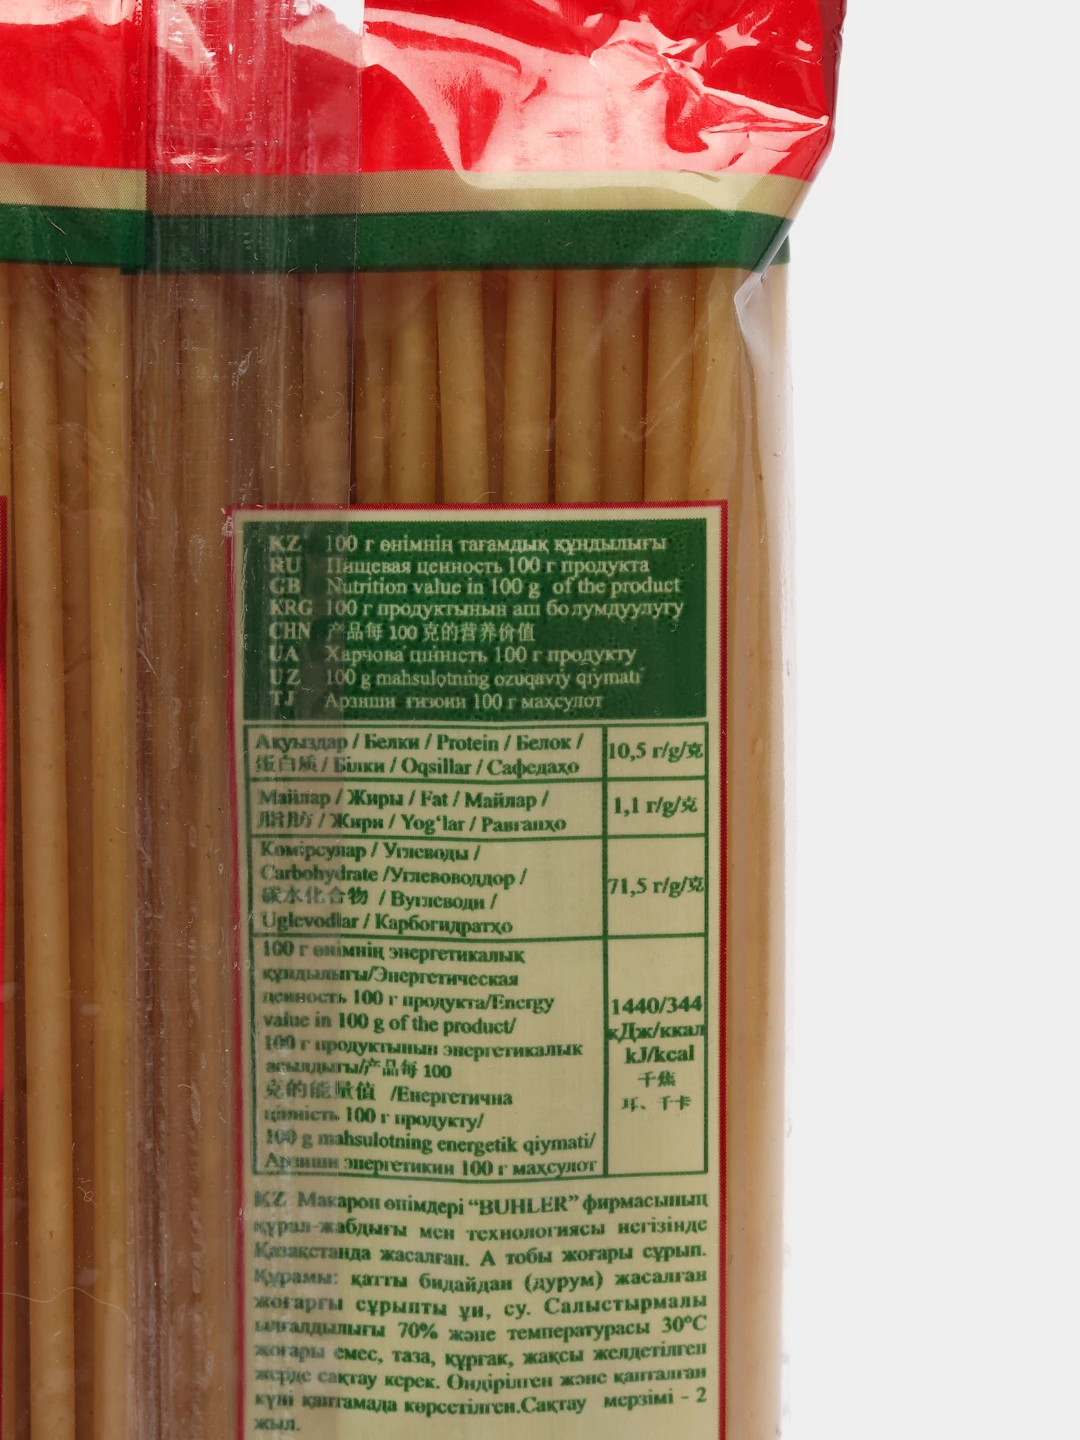 KZ 100 г өнімнің тағамдық құндылығы
RU Пищевая ценность 100 г продукта
GB Nutrition value in 100 g of the product
KRG 100 г продуктынын аш болумдуулугу
CHN 产品每 100 克的营养价值
UA Харчова цінність 100 г продукту
UZ 100 g mahsulotning ozuqaviy qiymati
TJ Арзиши ғизоии 100 г маҳсулот
Ақуыздар / Белки / Protein / Белок /
蛋白质 / Білки / Oqsillar / Сафедаҳо
10,5 г/g/克
Майлар / Жиры / Fat / Майлар /
脂肪 / Жири / Yog‘lar / Равғанҳо
1,1 г/g/克
Көмірсулар / Углеводы /
Carbohydrate /Углевоводдор /
碳水化合物 / Вуглеводи /
Uglevodlar / Карбогидратҳо
71,5 г/g/克
100 г өнімнің энергетикалық
құндылығы/Энергетическая
ценность 100 г продукта/Energy
value in 100 g of the product/
100 г продуктынын энергетикалык
асылдыгы/产品每 100
克的能量值 /Енергетична
цінність 100 г продукту/
100 g mahsulotning energetik qiymati/
Арзиши энергетикии 100 г маҳсулот
1440/344
кДж/ккал
kJ/kcal
千焦
耳、千卡
KZ Макарон өнімдері “BUHLER” фирмасының
құрал-жабдығы мен технологиясы негізінде
Қазақстанда жасалған. А тобы жоғары сұрып.
Құрамы: қатты бидайдан (дурум) жасалған
жоғарғы сұрыпты ұн, су. Салыстырмалы
ылғалдылығы 70% және температурасы 30°С
жоғары емес, таза, құрғақ, жақсы желдетілген
жерде сақтау керек. Өндірілген және қапталған
күні қаптамада көрсетілген.Сақтау мерзімі - 2
жыл.